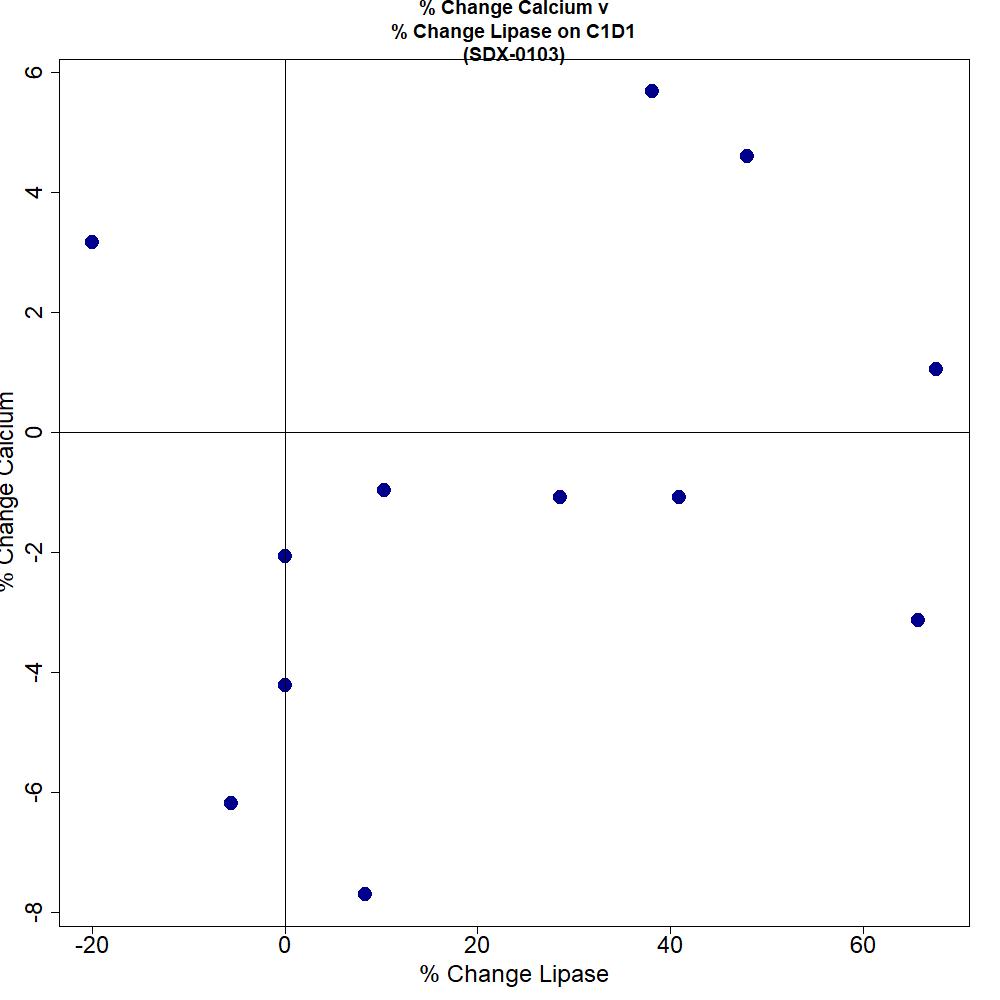 % Change Calcium v
% Change Lipase on C1D1
(SDX-0103)
6
4
2
0
-2
-4
-6
-8
% Change Calcium
-20 0 20 40 60
% Change Lipase